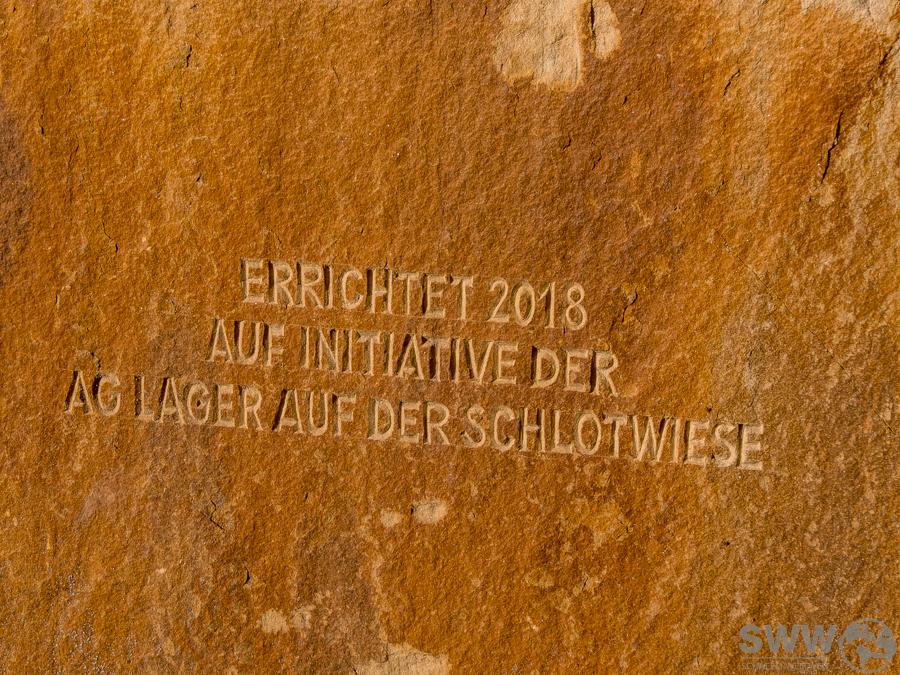 ERRICHTET 2018
AUF INITIATIVE DER
AG LAGER AUF DER SCHLOTWIESE
SWW